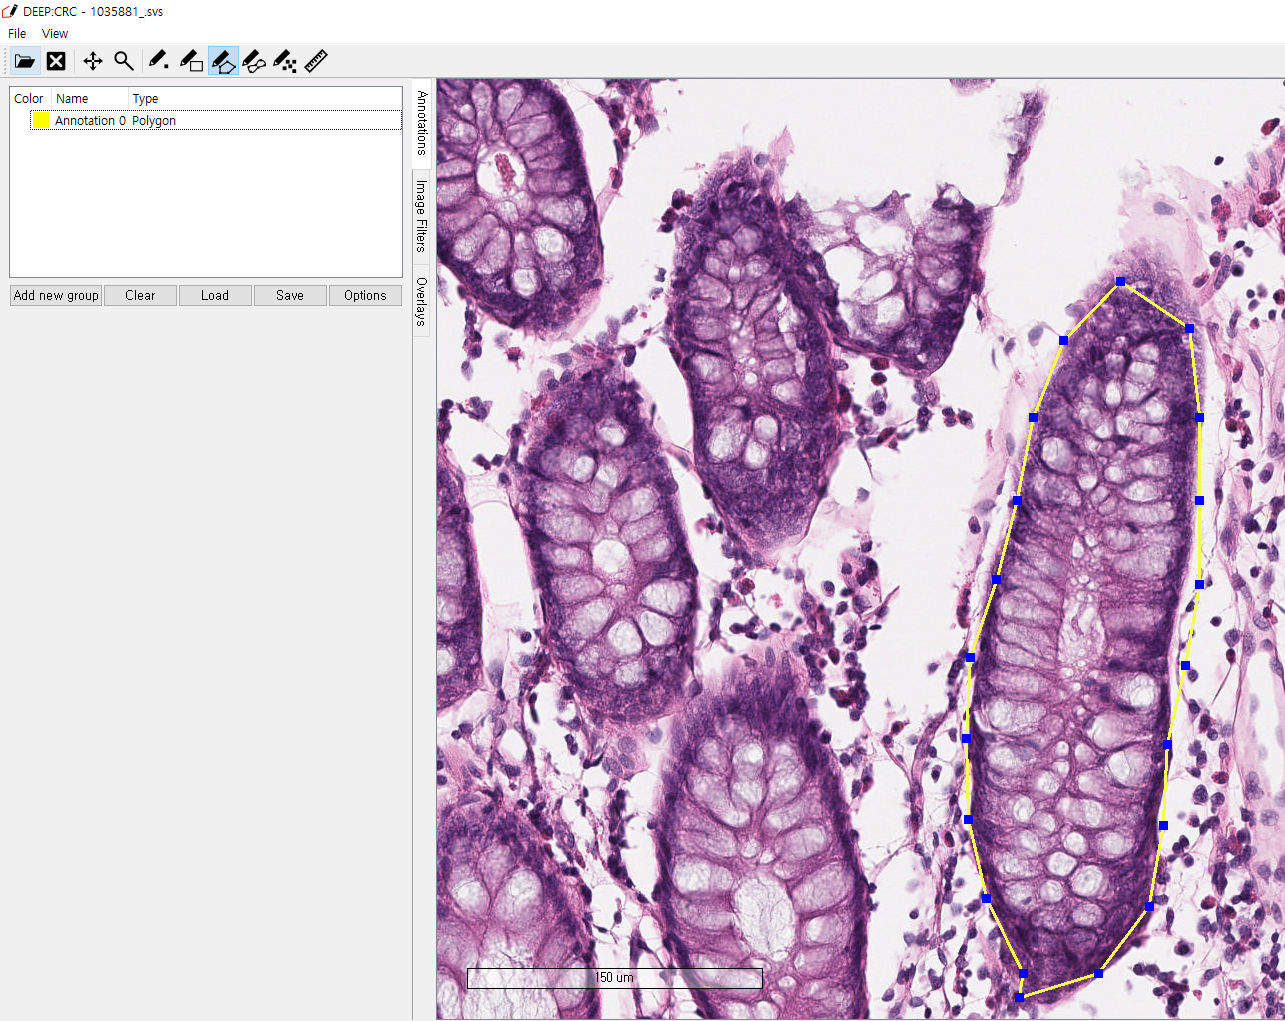 DEEP:CRC - 1035881_.svs
File View
Color Name Type
Annotation 0 Polygon
Add new group Clear Load Save Options
Annotations
Image Filters
Overlays
150 um